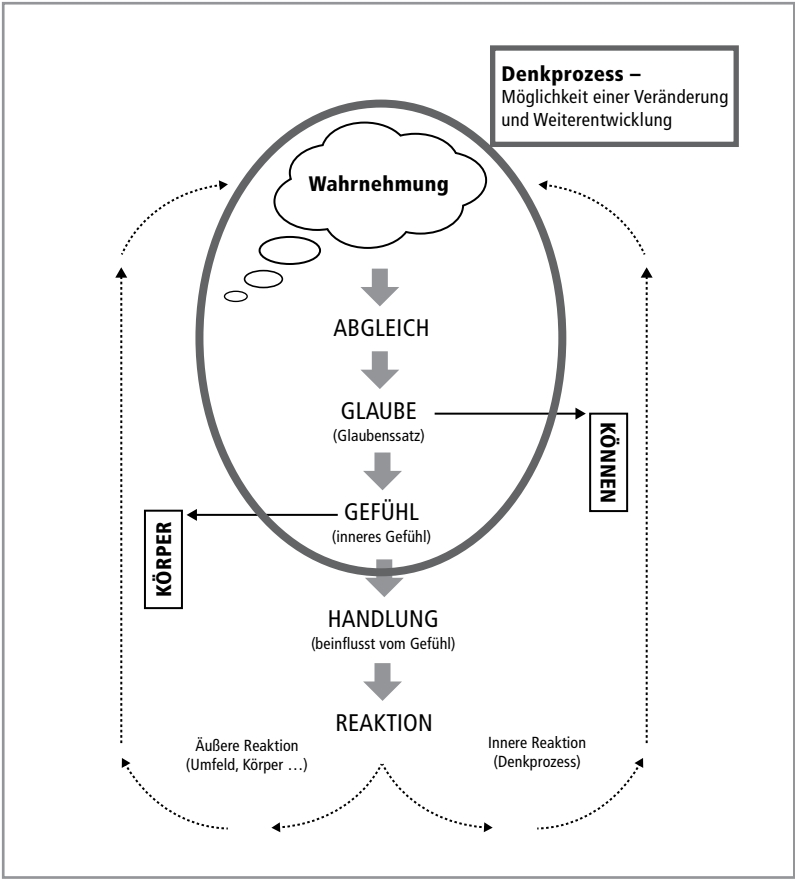 Denkprozess –
Möglichkeit einer Veränderung
und Weiterentwicklung
Wahrnehmung
ABGLEICH
GLAUBE
(Glaubenssatz)
KÖNNEN
GEFÜHL
(inneres Gefühl)
KÖRPER
HANDLUNG
(beinflusst vom Gefühl)
REAKTION
Äußere Reaktion
(Umfeld, Körper …)
Innere Reaktion
(Denkprozess)